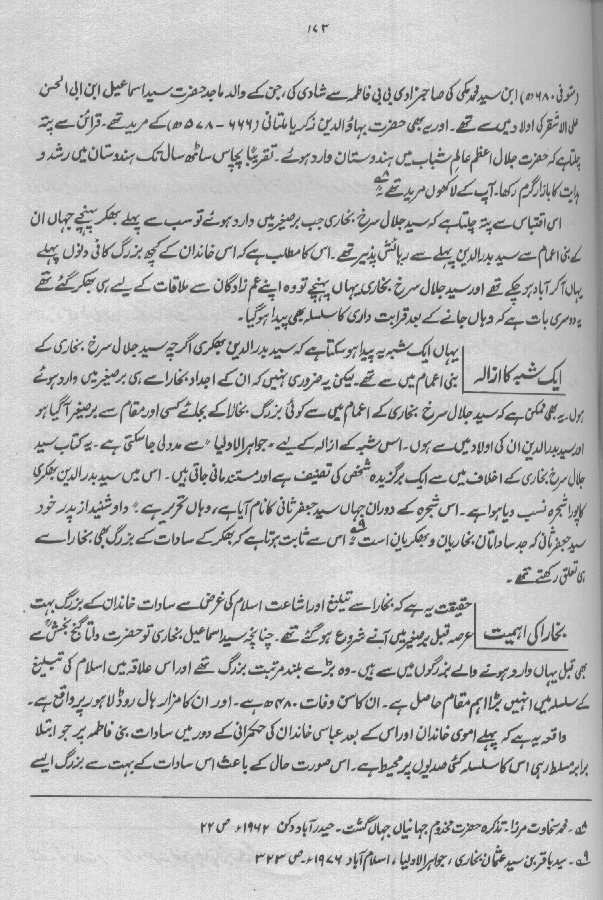 ۱۷۳
(متوفی ۶۸۰ھ) ابن سید محمد مکی کی صاحبزادی بی بی فاطمہ سے شادی کی، جن کے والد ماجد حضرت سید اسماعیل ابن ابی الحسن
علی الاشقر کی اولاد میں سے تھے۔ اور یہ بھی حضرت بہاؤالدین زکریا ملتانی (۶۶۶-۵۷۸ھ) کے مرید تھے۔ قرائن سے پتہ
چلتا ہے کہ حضرت جلال اعظم عالمِ شباب میں ہندوستان وارد ہوئے۔ تقریباً پچاس ساٹھ سال تک ہندوستان میں رشد و
ہدایت کا بازار گرم رکھا۔ آپ کے لاکھوں مرید تھے ۵ھ
اس اقتباس سے پتہ چلتا ہے کہ سید جلال سرخ بخاری جب برصغیر میں وارد ہوئے تو سب سے پہلے بھکر پہنچے جہاں ان
کے بنی اعمام سے سید بدرالدین پہلے سے رہائش پذیر تھے۔ اس کا مطلب ہے کہ اس خاندان کے کچھ بزرگ کافی دنوں پہلے
یہاں آکر آباد ہو چکے تھے اور سید جلال سرخ بخاری یہاں پہنچے تو وہ اپنے عم زادگان سے ملاقات کے لیے ہی بھکر گئے تھے
یہ دوسری بات ہے کہ وہاں جانے کے بعد قرابت داری کا سلسلہ بھی پیدا ہو گیا۔
ایک شبہ کا ازالہ
یہاں ایک شبہ یہ پیدا ہو سکتا ہے کہ سید بدرالدین بھکری اگرچہ سید جلال سرخ بخاری کے
بنی اعمام میں سے تھے۔ لیکن یہ ضروری نہیں کہ ان کے اجداد بخارا سے ہی برصغیر میں وارد ہوئے
ہوں۔ یہ بھی ممکن ہے کہ سید جلال سرخ بخاری کے اعمام میں سے کوئی بزرگ بخارا کے بجائے کسی اور مقام سے برصغیر آ گیا ہو
اور سید بدرالدین ان کی اولاد میں سے ہوں۔ اس شبہ کے ازالہ کے لیے "جواہر الاولیا" سے مدد لی جا سکتی ہے۔ یہ کتاب سید
جلال سرخ بخاری کے اخلاف میں سے ایک برگزیدہ شخص کی تصنیف ہے اور مستند مانی جاتی ہیں۔ اس میں سید بدرالدین بھکری
کا پورا شجرہ نسب دیا ہوا ہے۔ اس شجرہ کے دوران جہاں سید جعفر ثانی کا نام آیا ہے، وہاں تحریر ہے "داو شنید از پدر خود
سید جعفر ثانی کہ جد ساداتان بخاریان و بھکریان است" ۹ھ اس سے ثابت ہوتا ہے کہ بھکر کے سادات کے بزرگ بھی بخارا سے
ہی تعلق رکھتے تھے۔
بخارا کی اہمیت
حقیقت یہ ہے کہ بخارا سے تبلیغ اور اشاعت اسلام کی غرض سے سادات خاندان کے بزرگ بہت
عرصہ قبل برصغیر میں آنے شروع ہو گئے تھے۔ چنانچہ سید اسماعیل بخاری تو حضرت داتا گنج بخشؒ سے
بھی قبل یہاں وارد ہونے والے بزرگوں میں سے ہیں۔ وہ بڑے بلند مرتبت بزرگ تھے اور اس علاقہ میں اسلام کی تبلیغ
کے سلسلہ میں انہیں بڑا اہم مقام حاصل ہے۔ ان کا سن وفات ۴۸۰ھ ہے۔ اور ان کا مزار ہال روڈ لاہور پر واقع ہے۔
واقعہ یہ ہے کہ پہلے اموی خاندان اور اس کے بعد عباسی خاندان کی حکمرانی کے دور میں سادات بنی فاطمہ پر جو ابتلا
برابر مسلط رہی اس کا سلسلہ کئی صدیوں پر محیط ہے۔ اس صورت حال کے باعث اس سادات کے بہت سے بزرگ ایسے
۵ھ۔ محمد سخاوت مرزا۔ تذکرہ حضرت مخدوم جہانیاں جہاں گشت۔ حیدرآباد دکن ۱۹۶۲ء ص ۲۲
۹ھ۔ سید باقر بن سید عثمان بخاری، جواہر الاولیا، اسلام آباد ۱۹۷۶ء۔ ص ۳۲۳